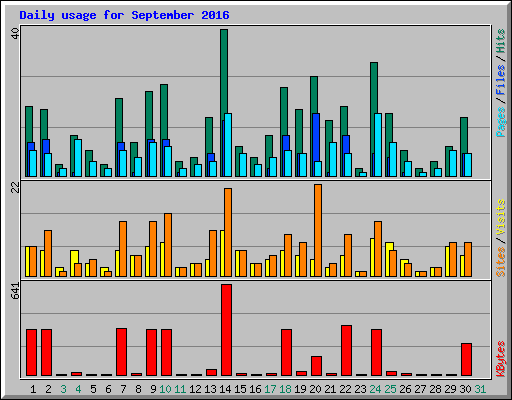 Daily usage for September 2016
40
Pages / Files / Hits
22
Sites / Visits
641
KBytes
1 2 3 4 5 6 7 8 9 10 11 12 13 14 15 16 17 18 19 20 21 22 23 24 25 26 27 28 29 30 31